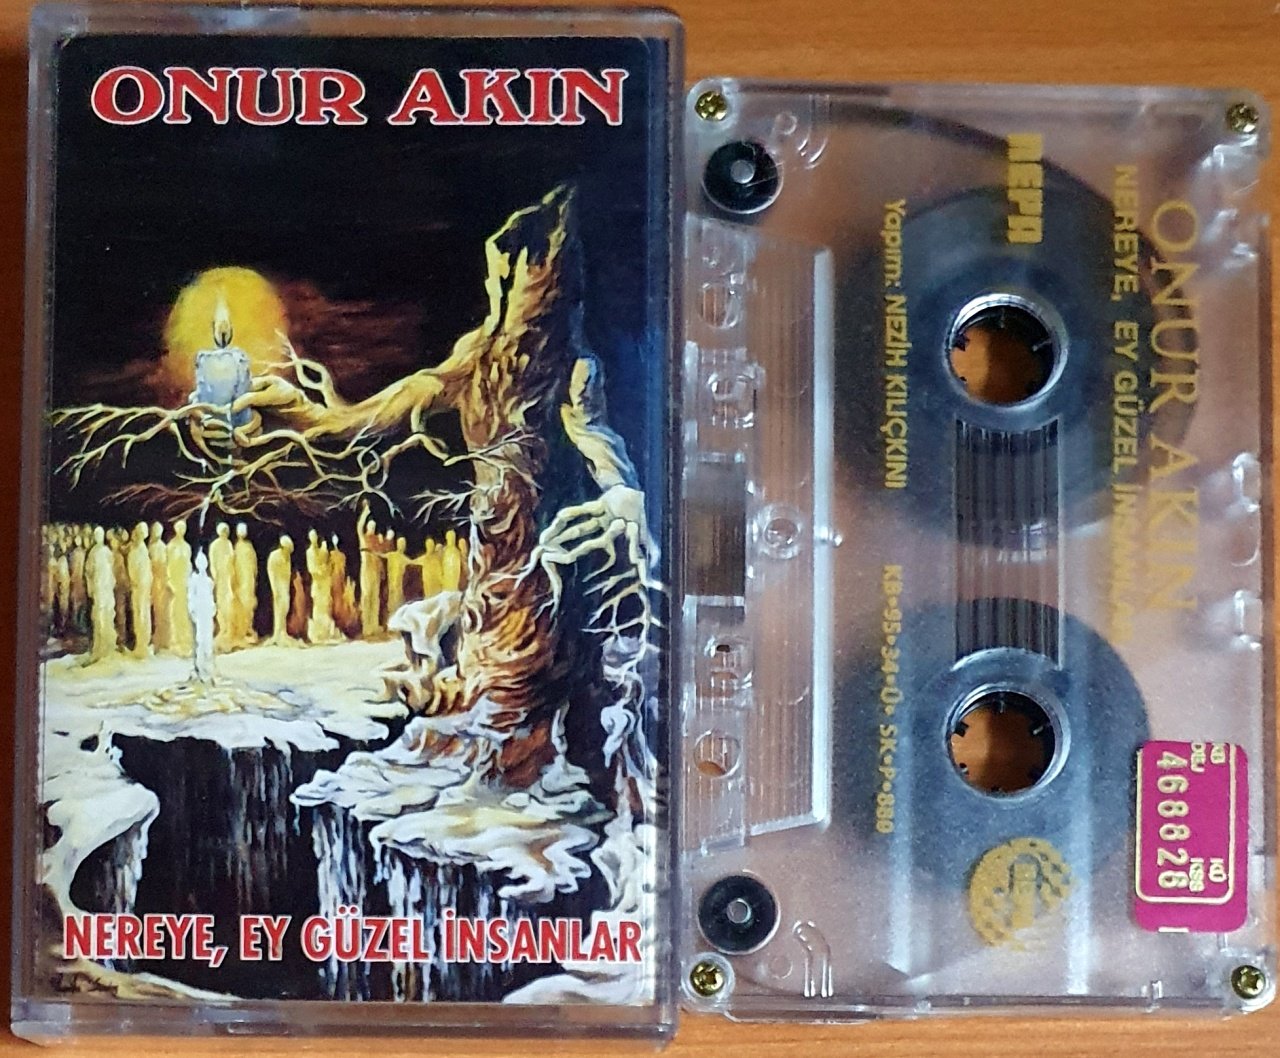 ONUR AKIN
NEREYE, EY GÜZEL İNSANLAR
ONUR AKIN
NEREYE, EY GÜZEL İNSANLAR
NEPA
Yapım: NEZİH KILIÇKINI
KB•95•34•Ü• SK•P•880
468826